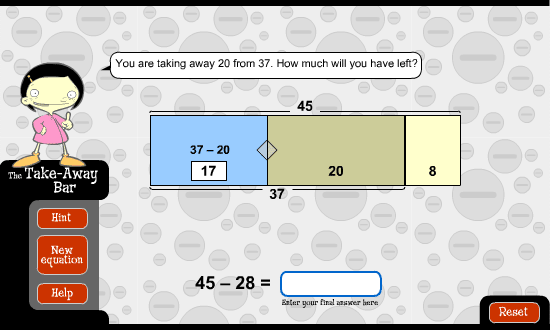 You are taking away 20 from 37. How much will you have left?
45
37 – 20
17
20
8
37
The Take-Away
Bar
Hint
New
equation
Help
45 – 28 =
Enter your final answer here
Reset